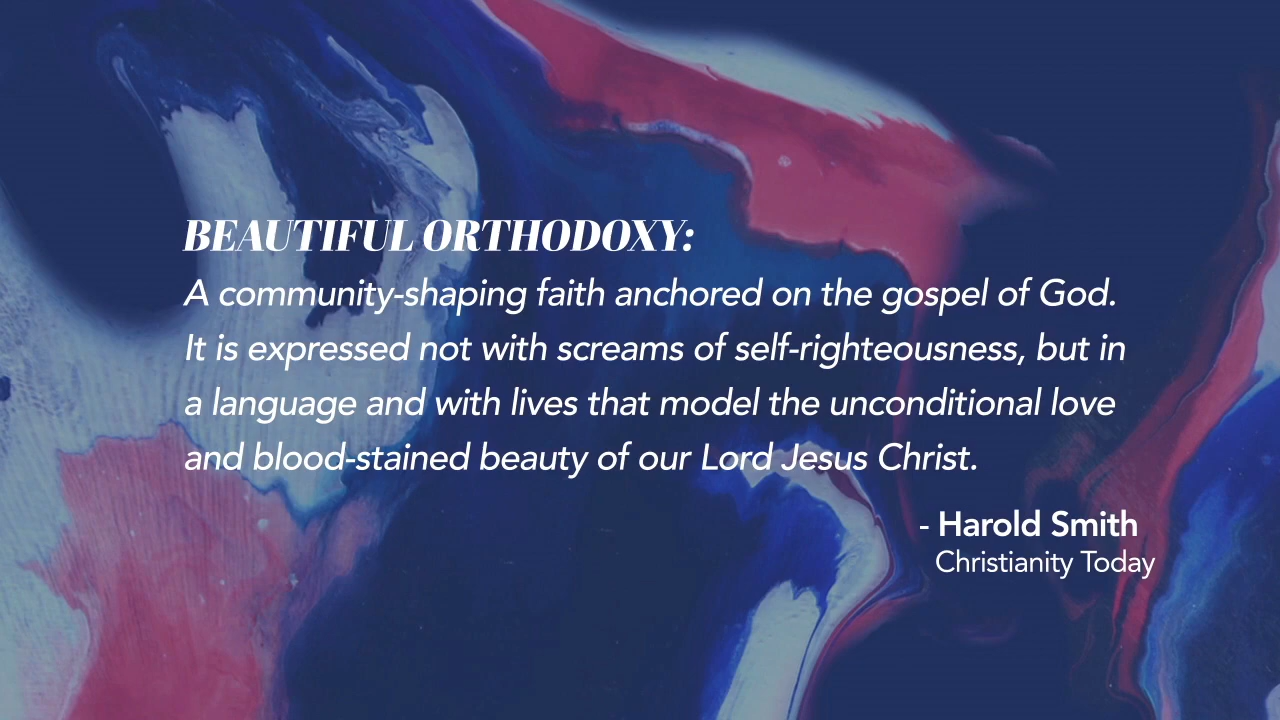 BEAUTIFUL ORTHODOXY:
A community-shaping faith anchored on the gospel of God.
It is expressed not with screams of self-righteousness, but in
a language and with lives that model the unconditional love
and blood-stained beauty of our Lord Jesus Christ.
- Harold Smith
Christianity Today